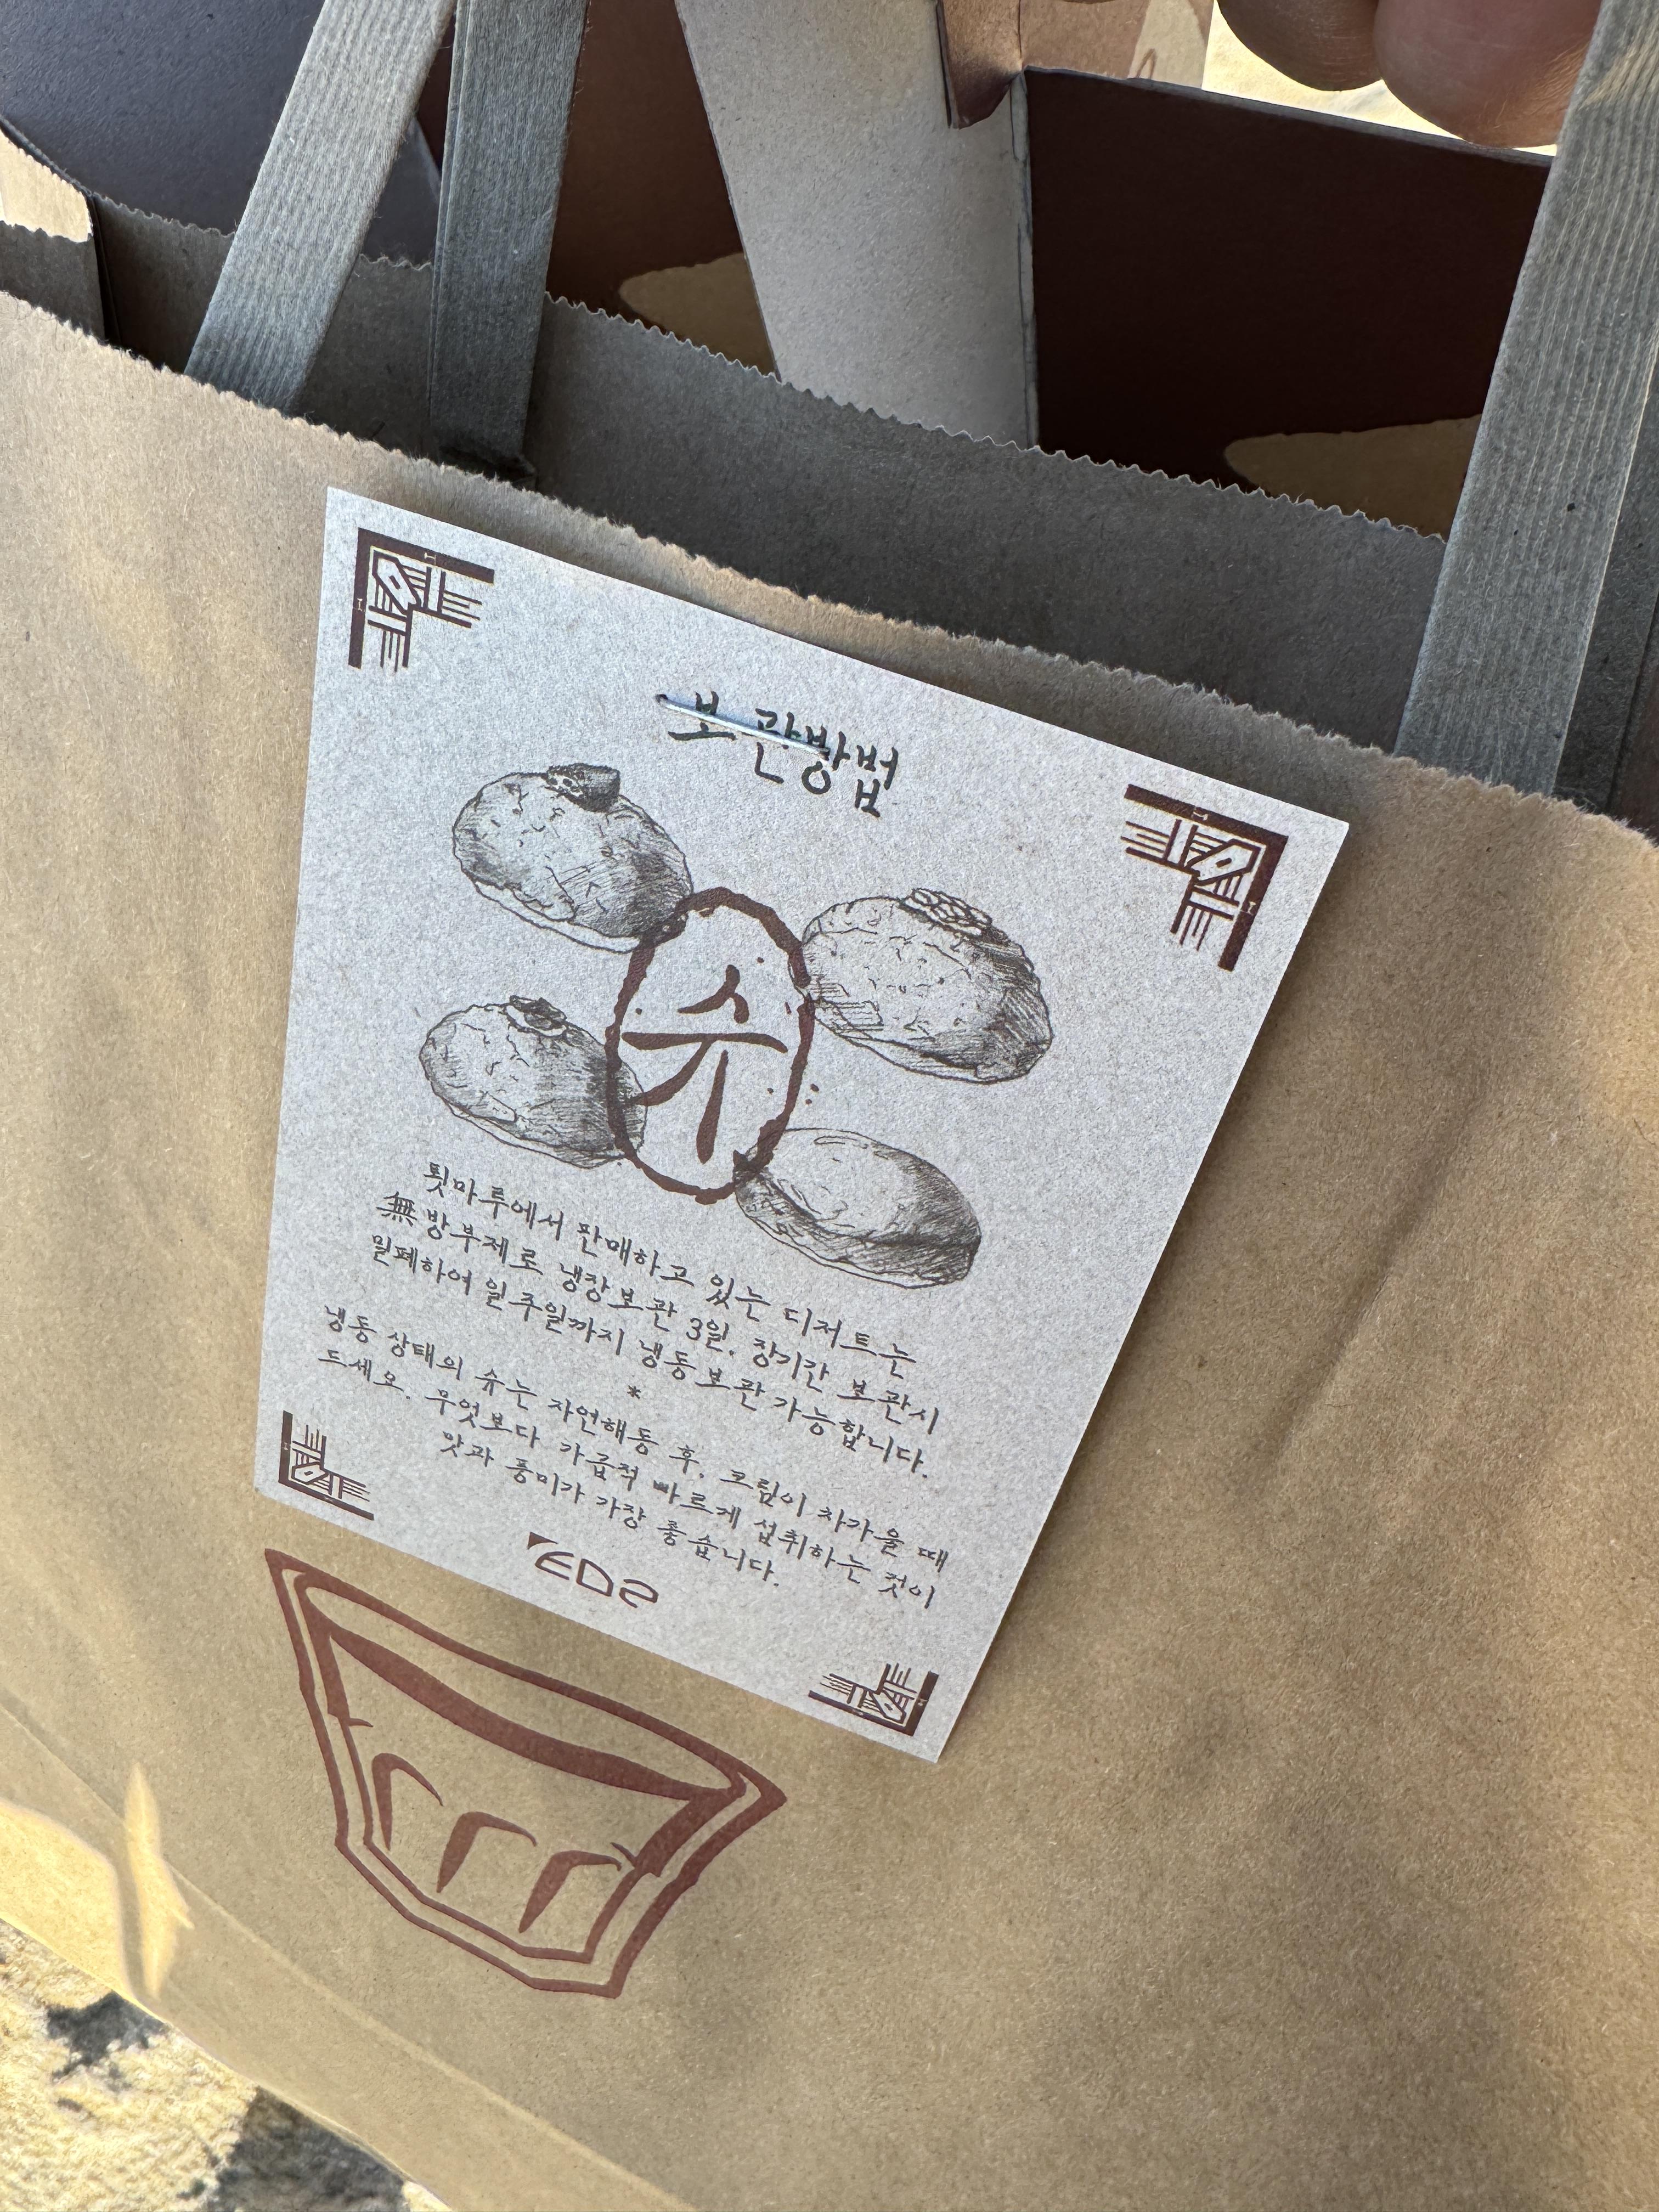 보관방법
슈
툇마루에서 판매하고 있는 디저트는
無방부제로 냉장보관 3일, 장기간 보관시
밀폐하여 일주일까지 냉동보관 가능합니다.
*
냉동 상태의 슈는 자연해동 후, 크림이 차가울 때
드세요. 무엇보다 가급적 빠르게 섭취하는 것이
맛과 풍미가 가장 좋습니다.